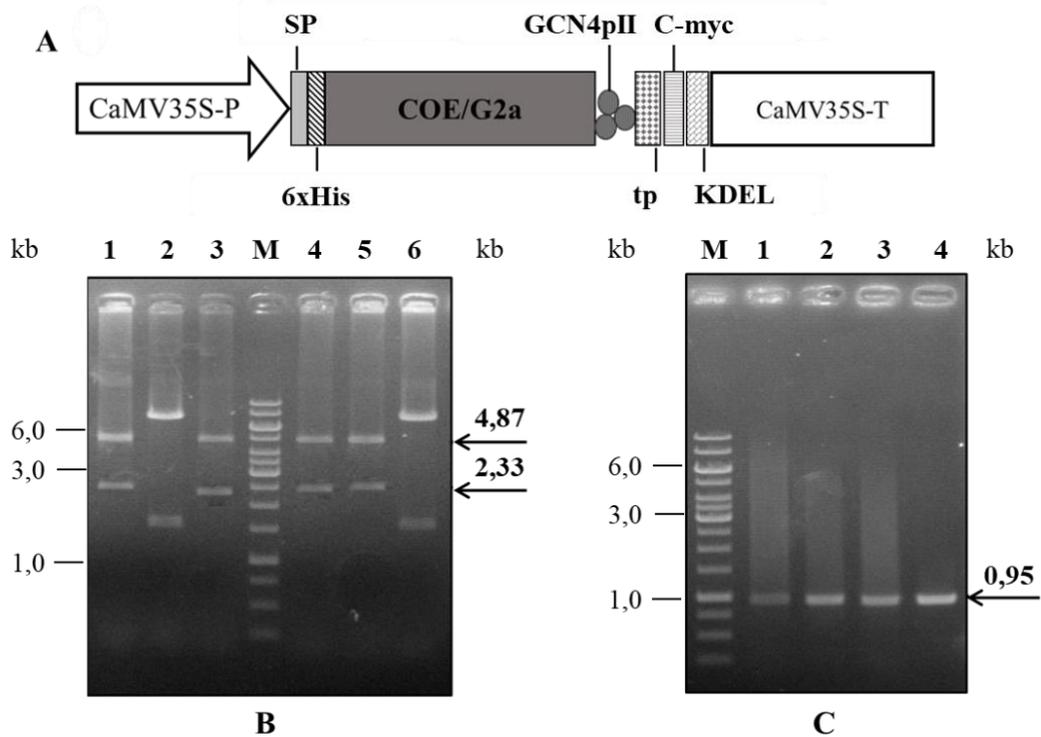 A
SP
GCN4pII C-myc
CaMV35S-P
COE/G2a
CaMV35S-T
6xHis
tp
KDEL
kb 1 2 3 M 4 5 6 kb
6,0
3,0
1,0
4,87
2,33
B
kb M 1 2 3 4 kb
6,0
3,0
1,0
0,95
C